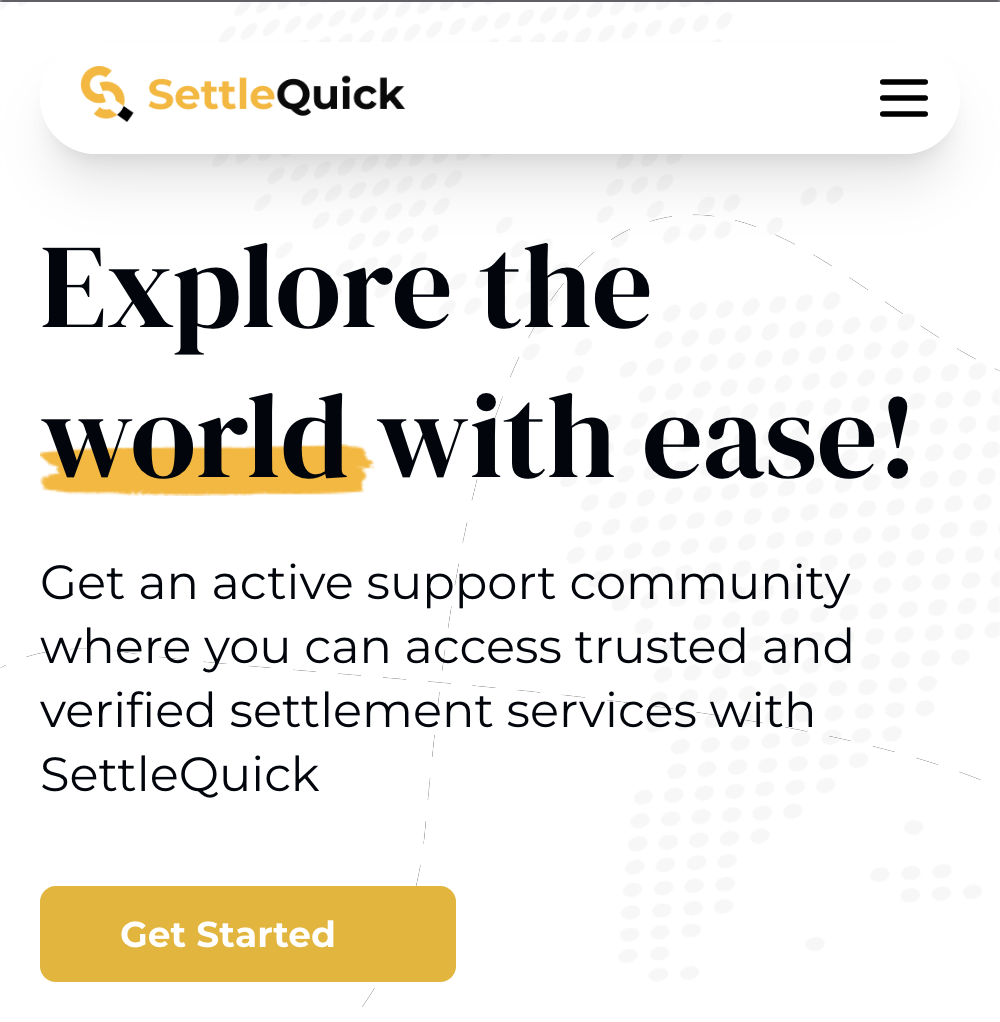 SettleQuick
Explore the
world with ease!
Get an active support community
where you can access trusted and
verified settlement services with
SettleQuick
Get Started